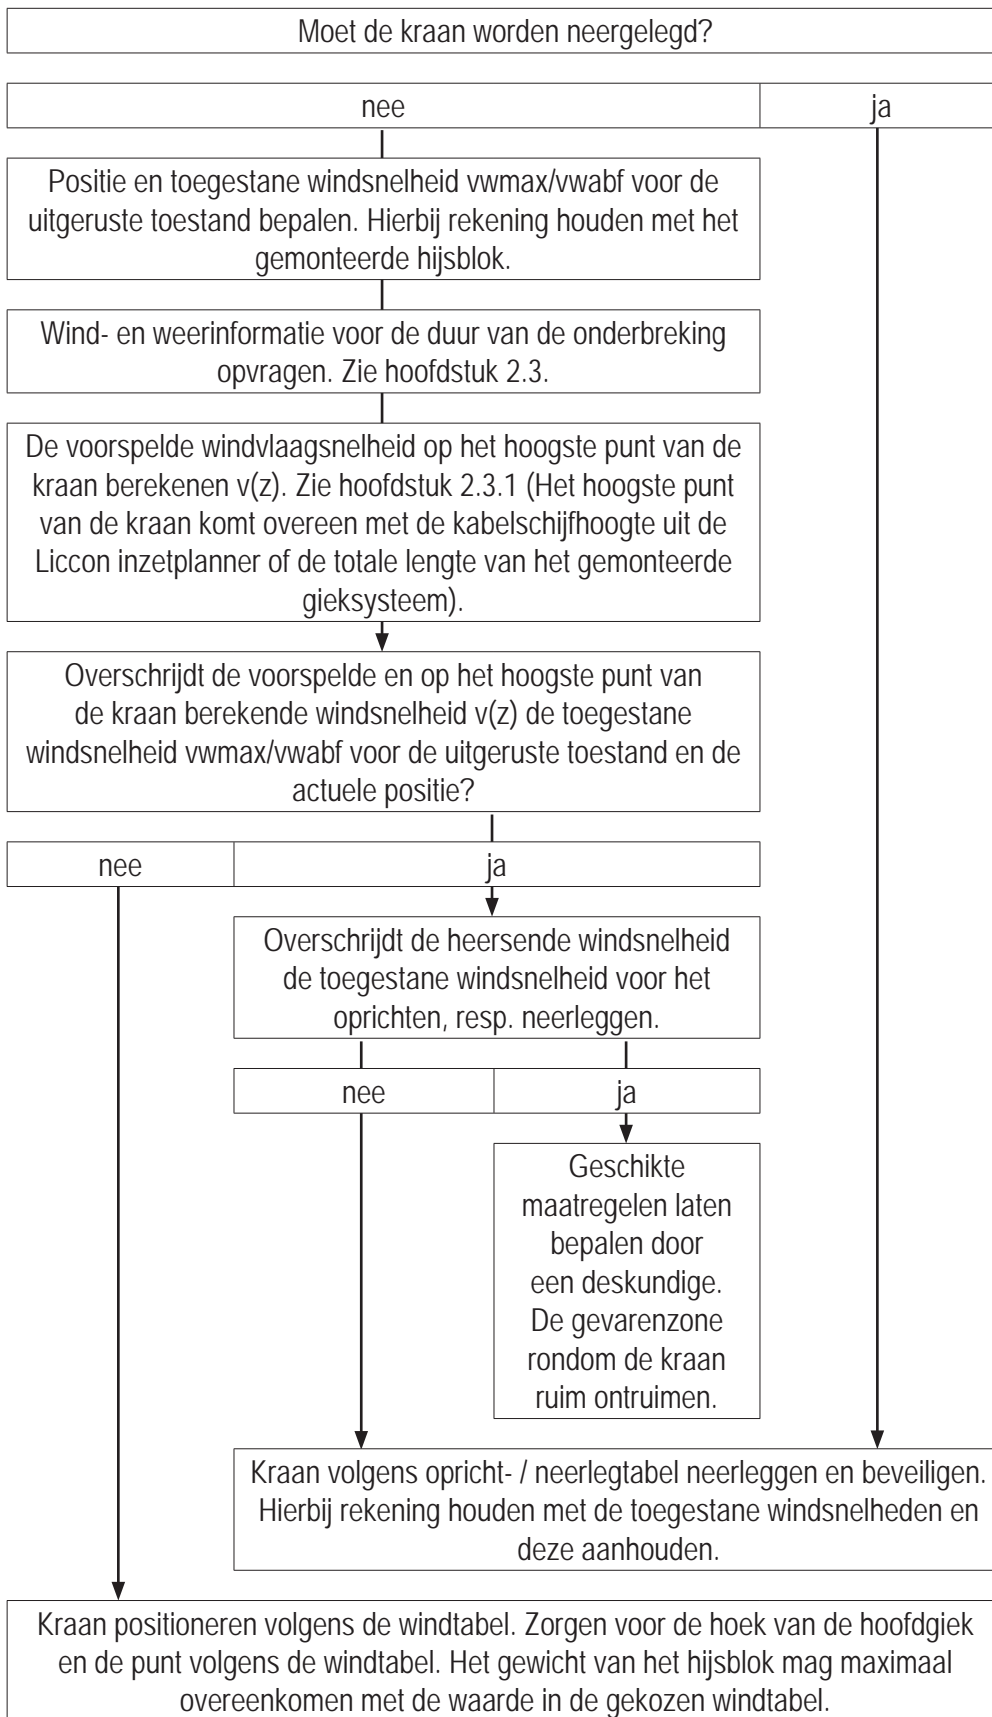 Moet de kraan worden neergelegd?
nee
ja
Positie en toegestane windsnelheid vwmax/vwabf voor de
uitgeruste toestand bepalen. Hierbij rekening houden met het
gemonteerde hijsblok.
Wind- en weerinformatie voor de duur van de onderbreking
opvragen. Zie hoofdstuk 2.3.
De voorspelde windvlaagsnelheid op het hoogste punt van de
kraan berekenen v(z). Zie hoofdstuk 2.3.1 (Het hoogste punt
van de kraan komt overeen met de kabelschijfhoogte uit de
Liccon inzetplanner of de totale lengte van het gemonteerde
gieksysteem).
Overschrijdt de voorspelde en op het hoogste punt van
de kraan berekende windsnelheid v(z) de toegestane
windsnelheid vwmax/vwabf voor de uitgeruste toestand en de
actuele positie?
nee
ja
Overschrijdt de heersende windsnelheid
de toegestane windsnelheid voor het
oprichten, resp. neerleggen.
nee
ja
Geschikte
maatregelen laten
bepalen door
een deskundige.
De gevarenzone
rondom de kraan
ruim ontruimen.
Kraan volgens opricht- / neerlegtabel neerleggen en beveiligen.
Hierbij rekening houden met de toegestane windsnelheden en
deze aanhouden.
Kraan positioneren volgens de windtabel. Zorgen voor de hoek van de hoofdgiek
en de punt volgens de windtabel. Het gewicht van het hijsblok mag maximaal
overeenkomen met de waarde in de gekozen windtabel.